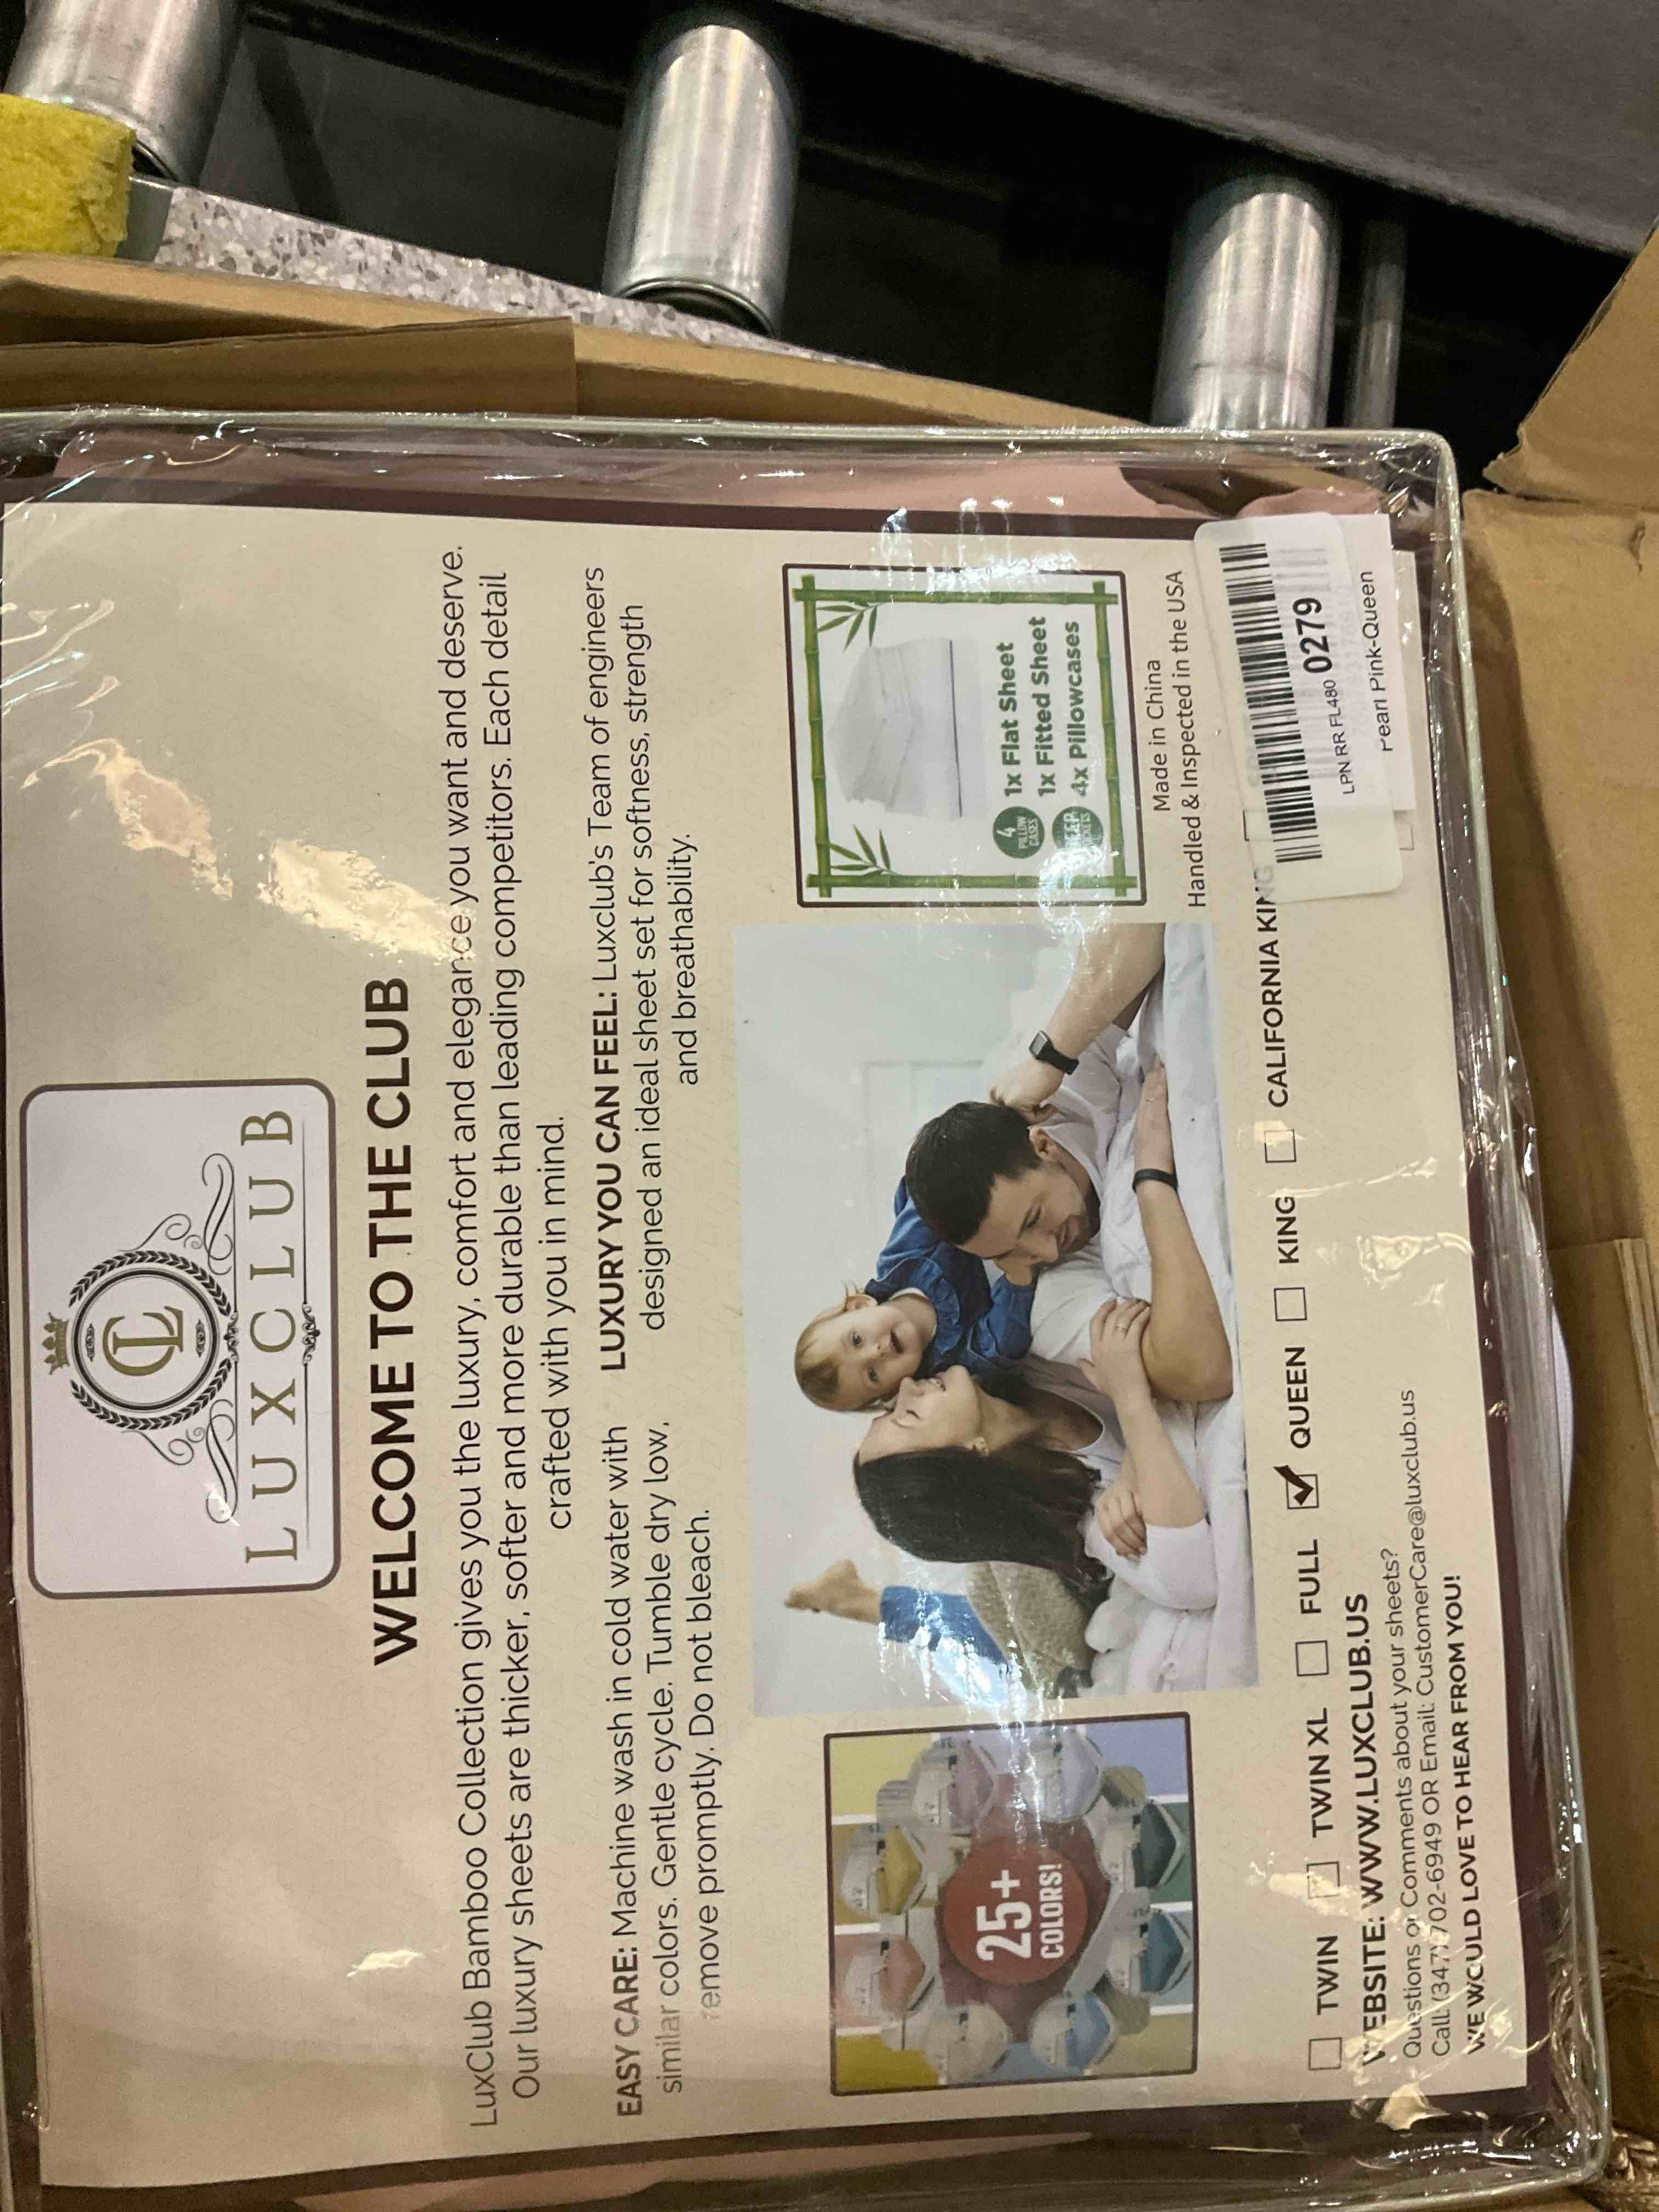 CL
LUXCLUB
WELCOME TO THE CLUB
LuxClub Bamboo Collection gives you the luxury, comfort and elegance you want and deserve.
Our luxury sheets are thicker, softer and more durable than leading competitors. Each detail
crafted with you in mind.
EASY CARE: Machine wash in cold water with
similar colors. Gentle cycle. Tumble dry low,
remove promptly. Do not bleach.
LUXURY YOU CAN FEEL: Luxclub's Team of engineers
designed an ideal sheet set for softness, strength
and breathability.
25+
COLORS!
4
PILLOW
CASES
1x Flat Sheet
1x Fitted Sheet
4x Pillowcases
Made in China
Handled & Inspected in the USA
TWIN TWIN XL FULL QUEEN KING CALIFORNIA KING
WEBSITE: WWW.LUXCLUB.US
Questions or Comments about your sheets?
Call: (347) 702-6949 OR Email: CustomerCare@luxclub.us
WE WOULD LOVE TO HEAR FROM YOU!
LPN RR FL480 0279
Pearl Pink-Queen